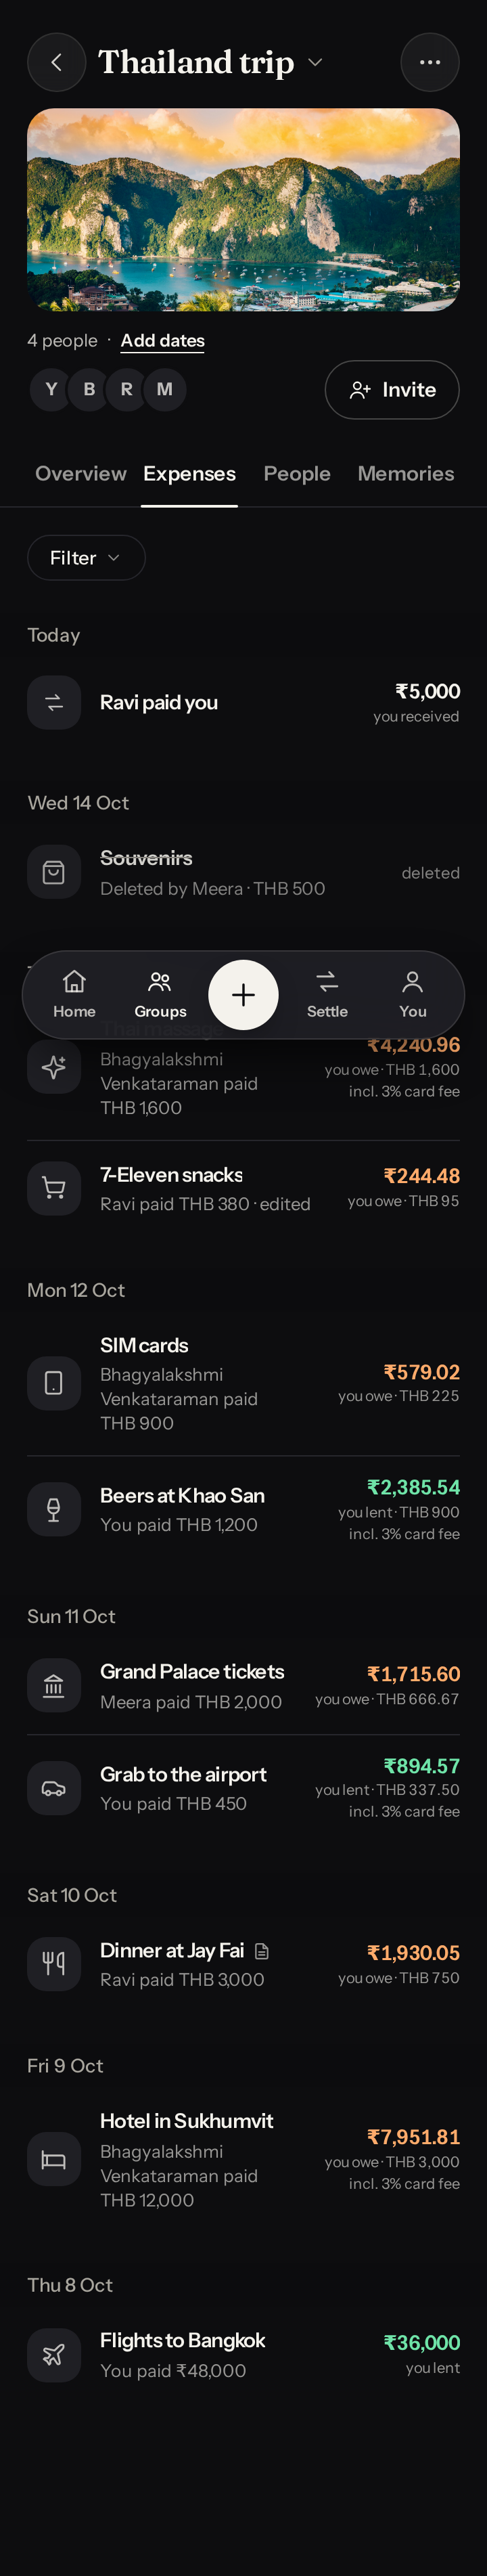 Thailand trip
4 people · Add dates
Y B R M
Invite
Overview Expenses People Memories
Filter
Today
Ravi paid you ₹5,000
you received
Wed 14 Oct
Souvenirs
Deleted by Meera · THB 500 deleted
Home Groups Settle You
Thai massage
₹4,240.96
Bhagyalakshmi
Venkataraman paid
THB 1,600
you owe · THB 1,600
incl. 3% card fee
7-Eleven snacks
Ravi paid THB 380 · edited
₹244.48
you owe · THB 95
Mon 12 Oct
SIM cards
Bhagyalakshmi
Venkataraman paid
THB 900
₹579.02
you owe · THB 225
Beers at Khao San
You paid THB 1,200
₹2,385.54
you lent · THB 900
incl. 3% card fee
Sun 11 Oct
Grand Palace tickets
Meera paid THB 2,000
₹1,715.60
you owe · THB 666.67
Grab to the airport
You paid THB 450
₹894.57
you lent · THB 337.50
incl. 3% card fee
Sat 10 Oct
Dinner at Jay Fai
Ravi paid THB 3,000
₹1,930.05
you owe · THB 750
Fri 9 Oct
Hotel in Sukhumvit
Bhagyalakshmi
Venkataraman paid
THB 12,000
₹7,951.81
you owe · THB 3,000
incl. 3% card fee
Thu 8 Oct
Flights to Bangkok
You paid ₹48,000
₹36,000
you lent